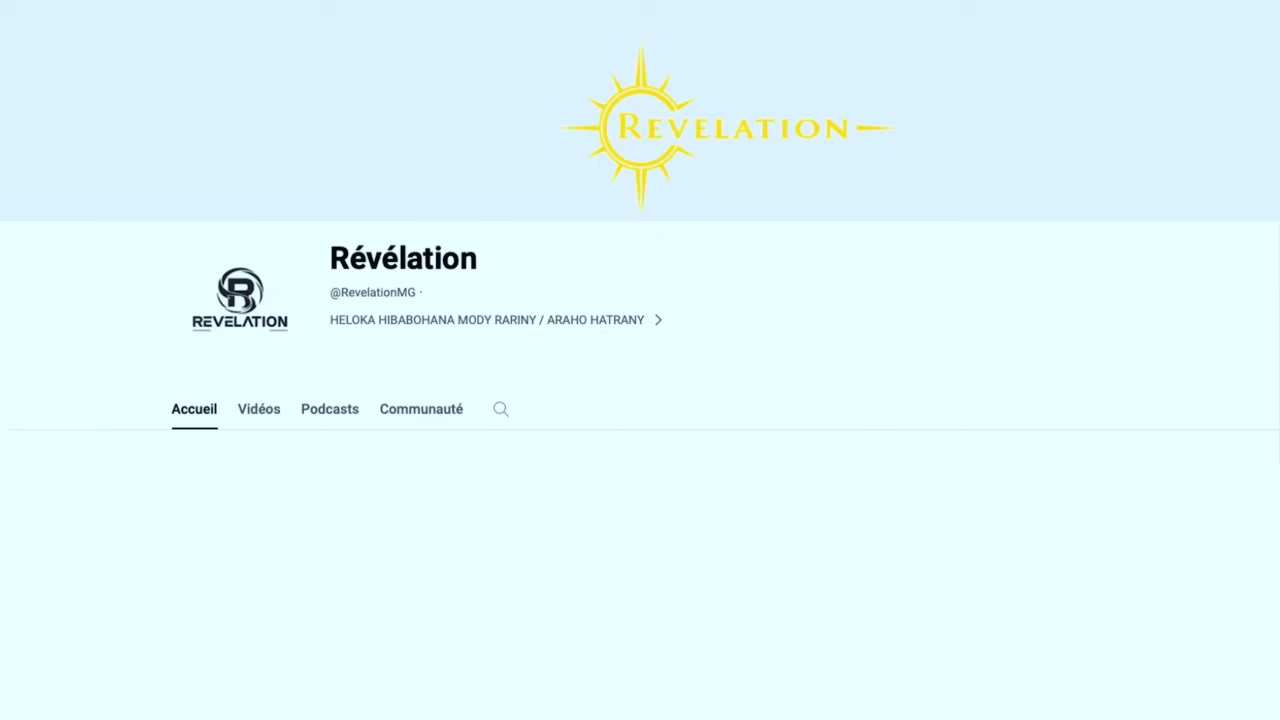 REVELATION
Révélation
@RevelationMG ·
REVELATION
HELOKA HIBABOHANA MODY RARINY / ARAHO HATRANY
Accueil Vidéos Podcasts Communauté